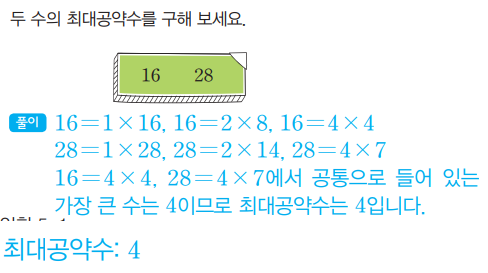 두 수의 최대공약수를 구해 보세요.
16 28
풀이 16=1×16, 16=2×8, 16=4×4
28=1×28, 28=2×14, 28=4×7
16=4×4, 28=4×7에서 공통으로 들어 있는
가장 큰 수는 4이므로 최대공약수는 4입니다.
최대공약수: 4